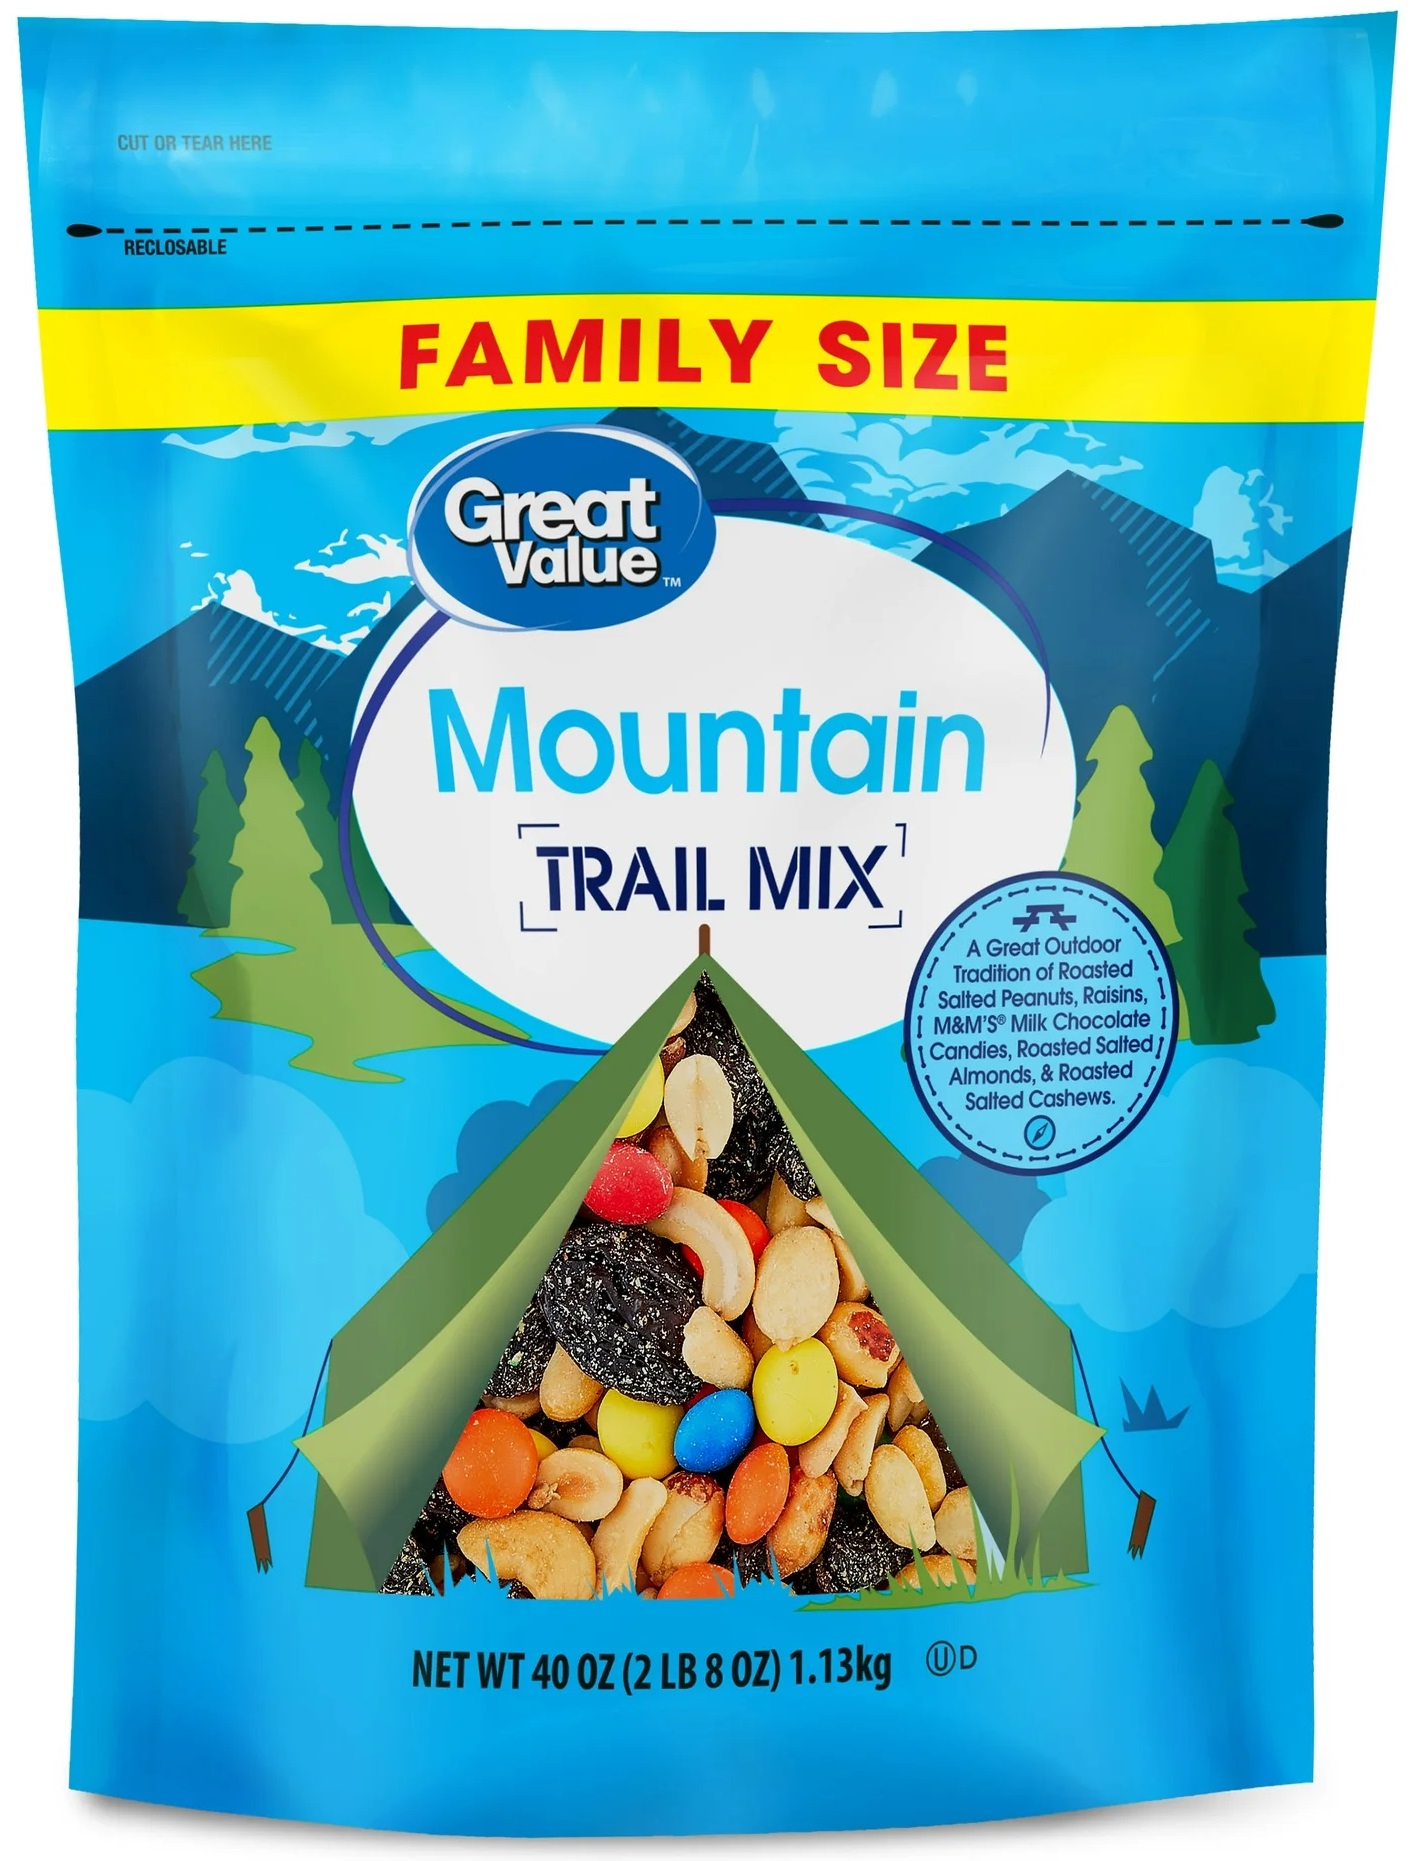 CUT OR TEAR HERE
RECLOSABLE
FAMILY SIZE
Great
Value™
Mountain
TRAIL MIX
A Great Outdoor
Tradition of Roasted
Salted Peanuts, Raisins,
M&M'S® Milk Chocolate
Candies, Roasted Salted
Almonds, & Roasted
Salted Cashews.
NET WT 40 OZ (2 LB 8 OZ) 1.13kg Ⓤ D